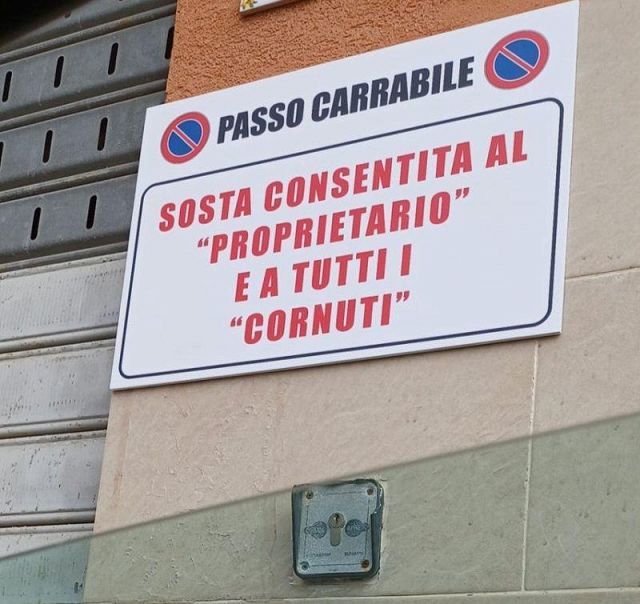 PASSO CARRABILE
SOSTA CONSENTITA AL
“PROPRIETARIO”
E A TUTTI I
“CORNUTI”